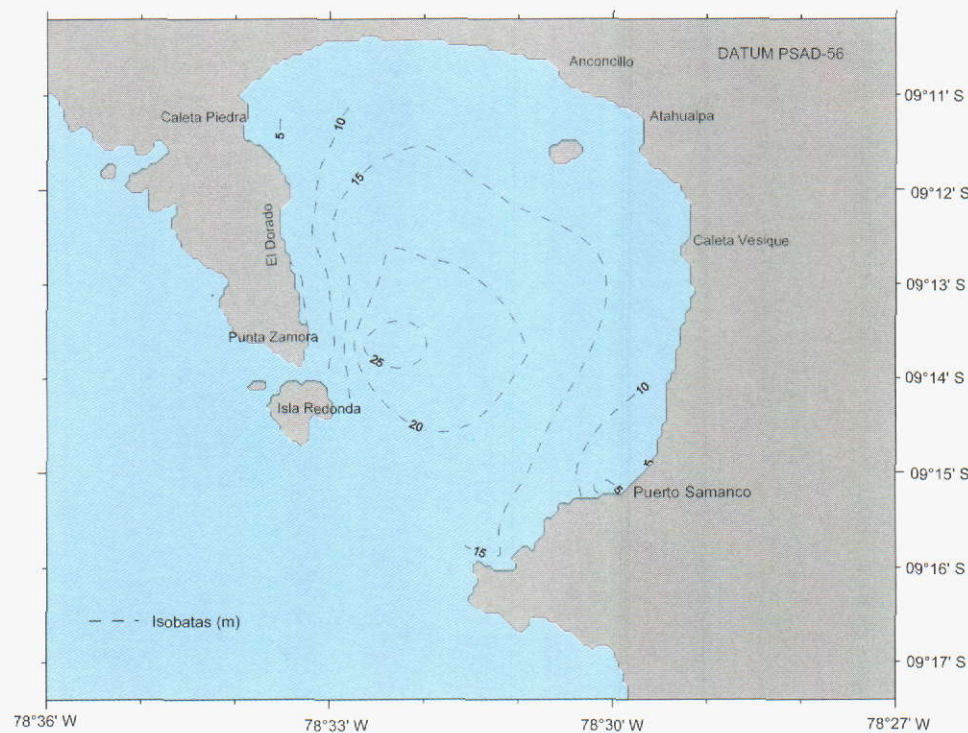 DATUM PSAD-56
Anconcillo
09°11' S
Caleta Piedra
5
10
Atahualpa
15
09°12' S
El Dorado
Caleta Vesique
09°13' S
Punta Zamora
25
09°14' S
10
Isla Redonda
20
5
09°15' S
5
Puerto Samanco
15
09°16' S
Isobatas (m)
09°17' S
78°36' W
78°33' W
78°30' W
78°27' W